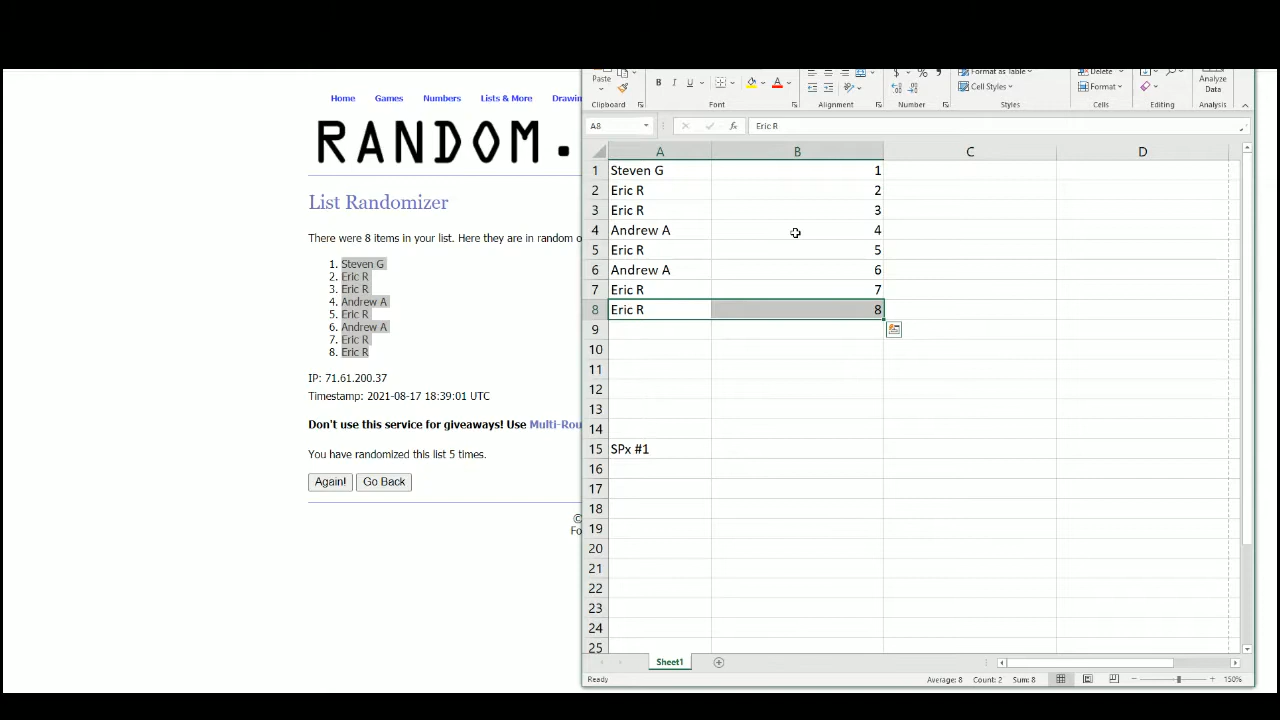 Home Games Numbers Lists & More Drawin
RANDOM.
List Randomizer
There were 8 items in your list. Here they are in random o
1. Steven G
2. Eric R
3. Eric R
4. Andrew A
5. Eric R
6. Andrew A
7. Eric R
8. Eric R
IP: 71.61.200.37
Timestamp: 2021-08-17 18:39:01 UTC
Don't use this service for giveaways! Use Multi-Rou
You have randomized this list 5 times.
Again! Go Back
©
Fo
Paste B I U A $ % , Format as Table Cell Styles Delete Format Analyze Data
Clipboard Font Alignment Number Styles Cells Editing Analysis
A8 fx Eric R
A B C D
1 Steven G 1
2 Eric R 2
3 Eric R 3
4 Andrew A 4
5 Eric R 5
6 Andrew A 6
7 Eric R 7
8 Eric R 8
9
10
11
12
13
14
15 SPx #1
16
17
18
19
20
21
22
23
24
25
Sheet1
Ready Average: 8 Count: 2 Sum: 8 150%